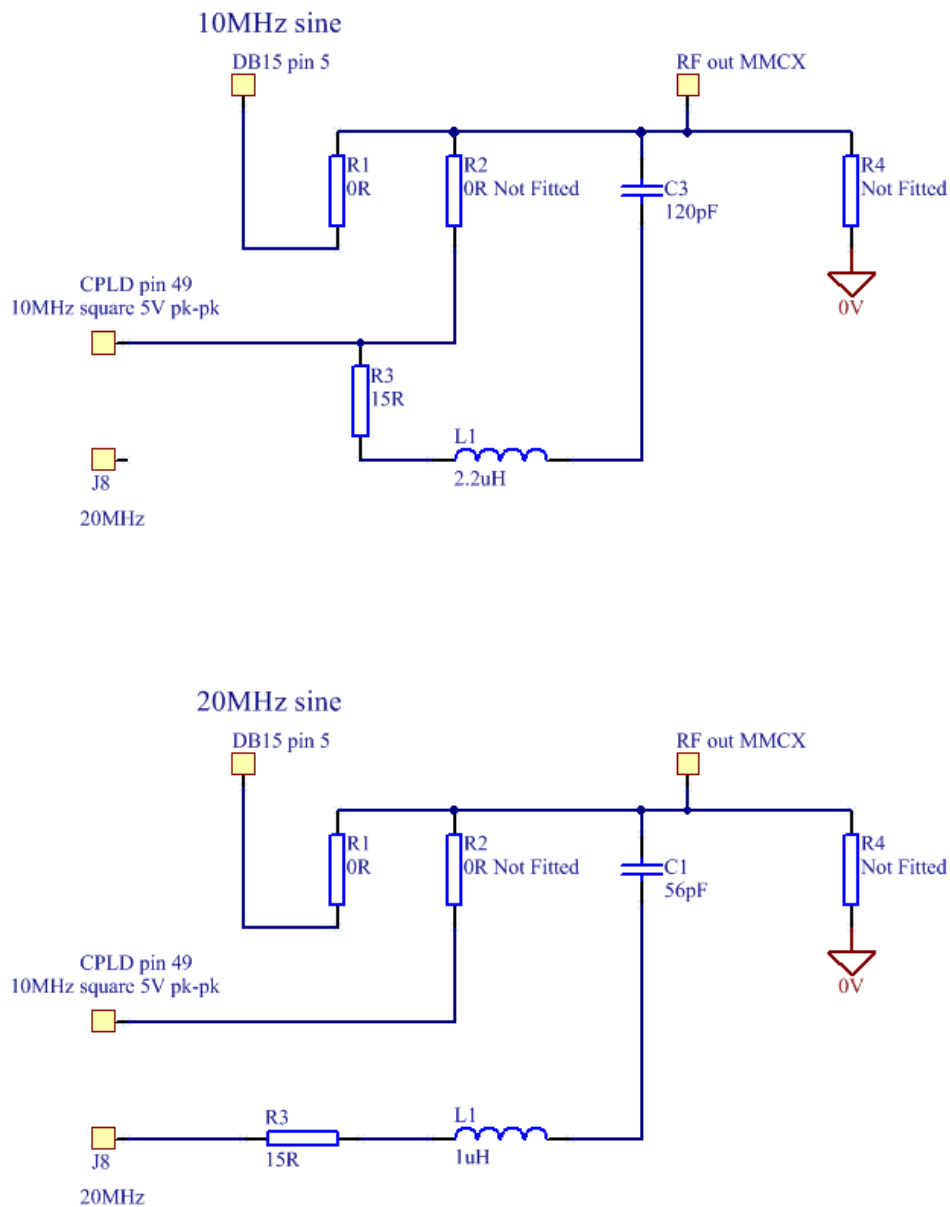 10MHz sine
DB15 pin 5
RF out MMCX
R1
0R
R2
0R Not Fitted
C3
120pF
R4
Not Fitted
0V
CPLD pin 49
10MHz square 5V pk-pk
R3
15R
L1
2.2uH
J8
20MHz
20MHz sine
DB15 pin 5
RF out MMCX
R1
0R
R2
0R Not Fitted
C1
56pF
R4
Not Fitted
0V
CPLD pin 49
10MHz square 5V pk-pk
R3
15R
L1
1uH
J8
20MHz